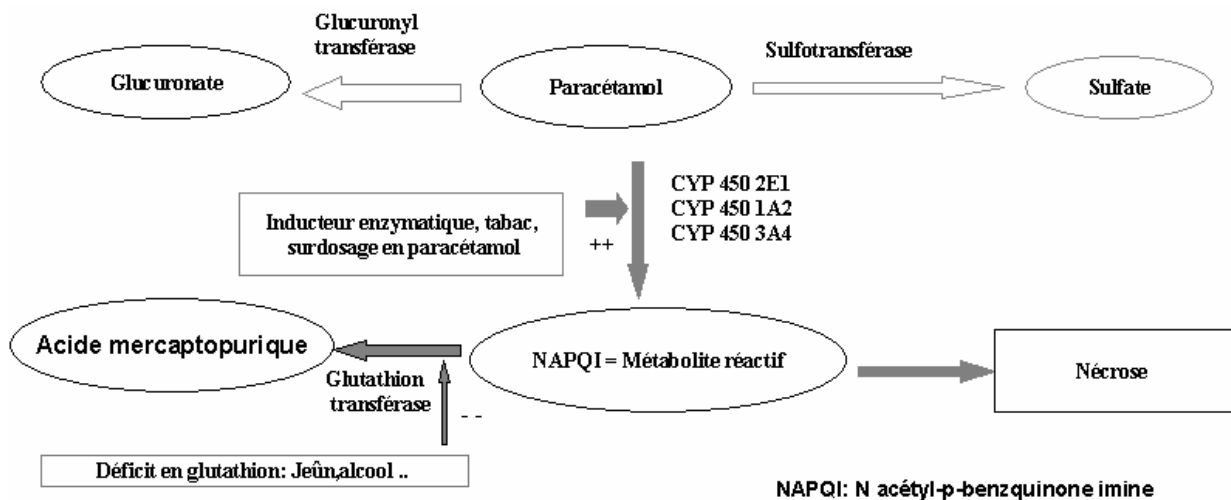 Glucuronyl
transférase
Sulfotransférase
Glucuronate
Paracétamol
Sulfate
CYP 450 2E1
CYP 450 1A2
CYP 450 3A4
Inducteur enzymatique, tabac,
surdosage en paracétamol
++
Acide mercaptopurique
NAPQI = Métabolite réactif
Nécrose
Glutathion
transférase
- -
Déficit en glutathion: Jeûn,alcool ..
NAPQI: N acétyl-p-benzquinone imine